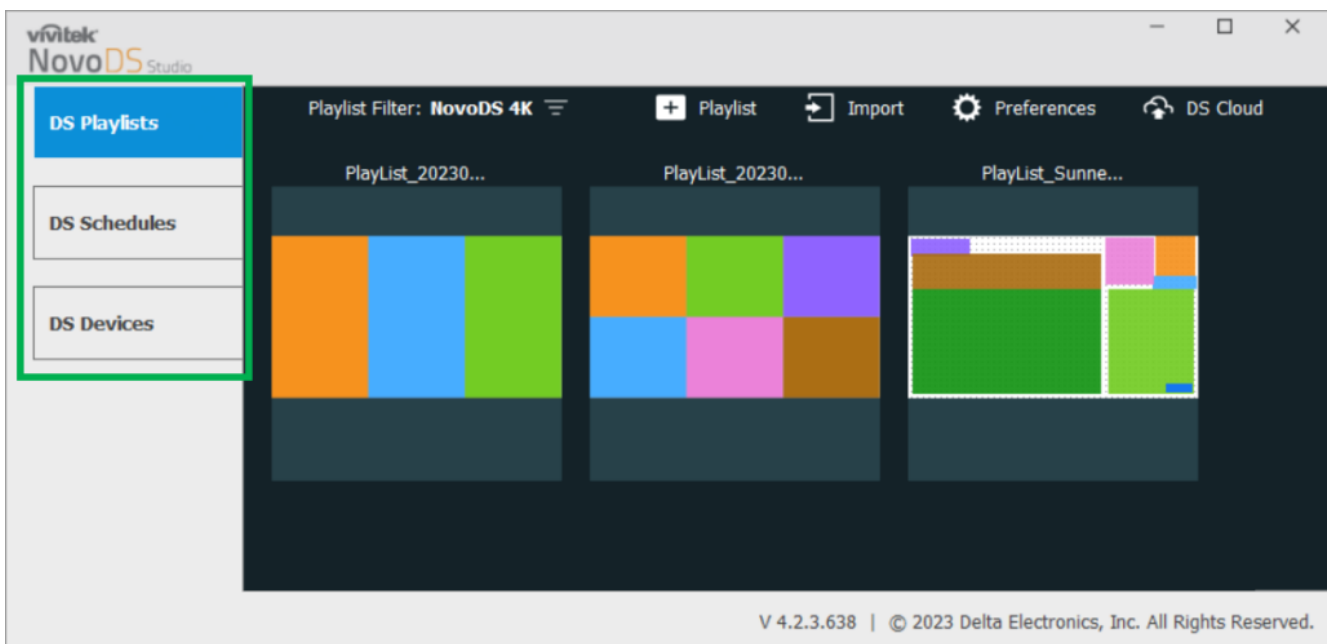 vivitek
NovoDS Studio
DS Playlists
DS Schedules
DS Devices
Playlist Filter: NovoDS 4K
Playlist
Import
Preferences
DS Cloud
PlayList_20230...
PlayList_20230...
PlayList_Sunne...
V 4.2.3.638 | © 2023 Delta Electronics, Inc. All Rights Reserved.